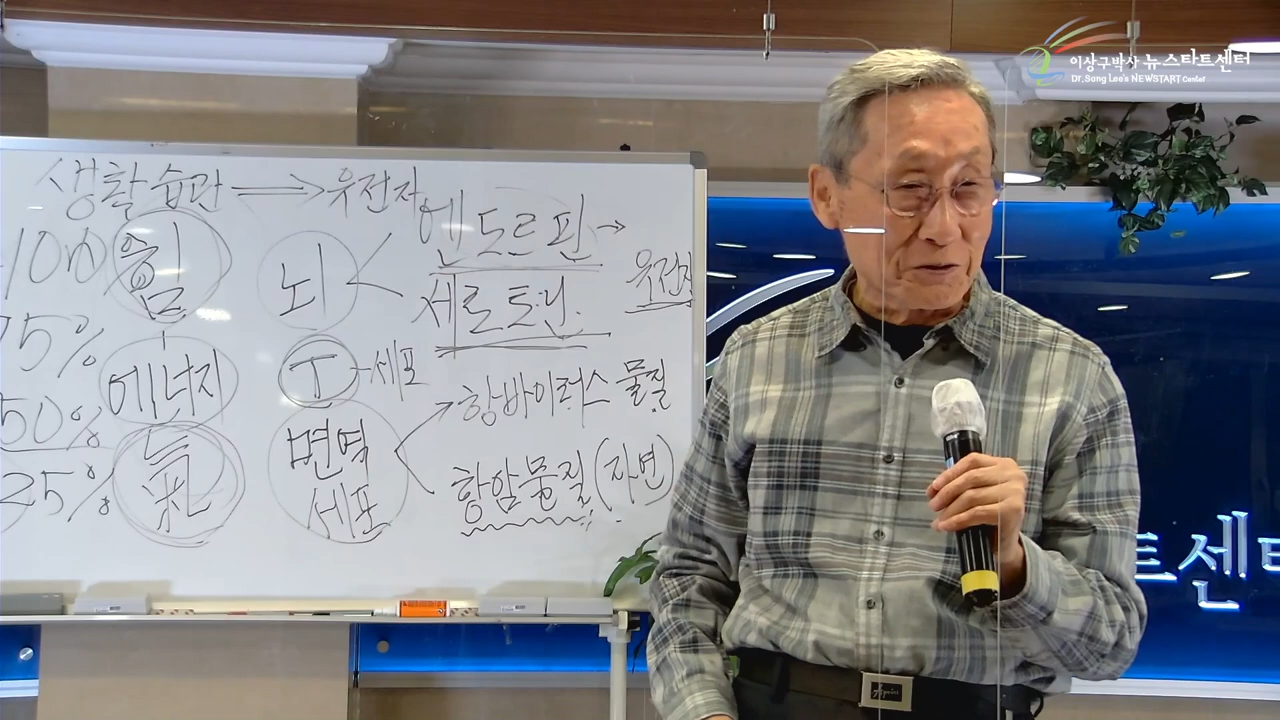 생활습관 ⟹ 유전자
100 힘 뇌 < 엔도르핀 →
세로토닌 유전자
75%
에너지 T-세포
항바이러스 물질
50%
氣 면역 세포
25%
항암물질(자연)
이상구박사 뉴스타트센터
Dr. Sang Lee's NEWSTART Center
트센터